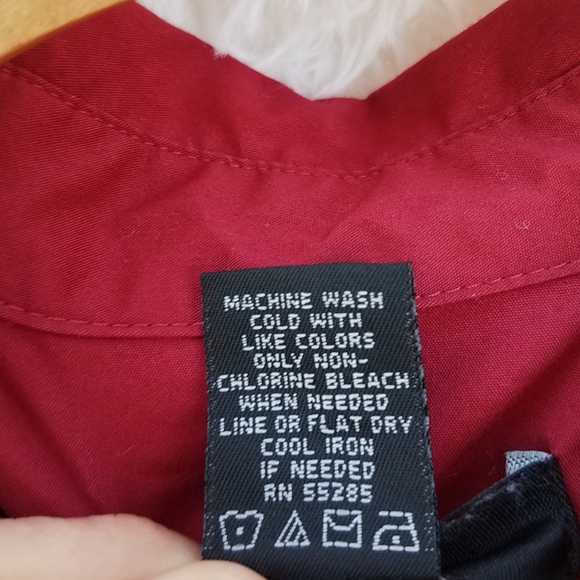 MACHINE WASH
COLD WITH
LIKE COLORS
ONLY NON-
CHLORINE BLEACH
WHEN NEEDED
LINE OR FLAT DRY
COOL IRON
IF NEEDED
RN 55285